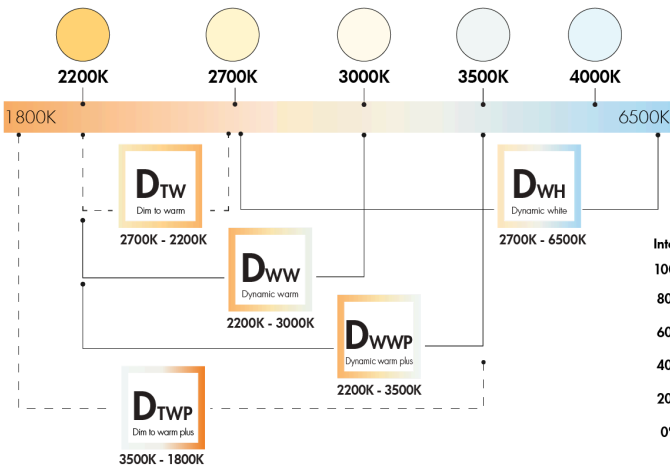 2200K
2700K
3000K
3500K
4000K
1800K
6500K
DTW
Dim to warm
2700K - 2200K
DWH
Dynamic white
2700K - 6500K
DWW
Dynamic warm
2200K - 3000K
DWWP
Dynamic warm plus
2200K - 3500K
DTWP
Dim to warm plus
3500K - 1800K